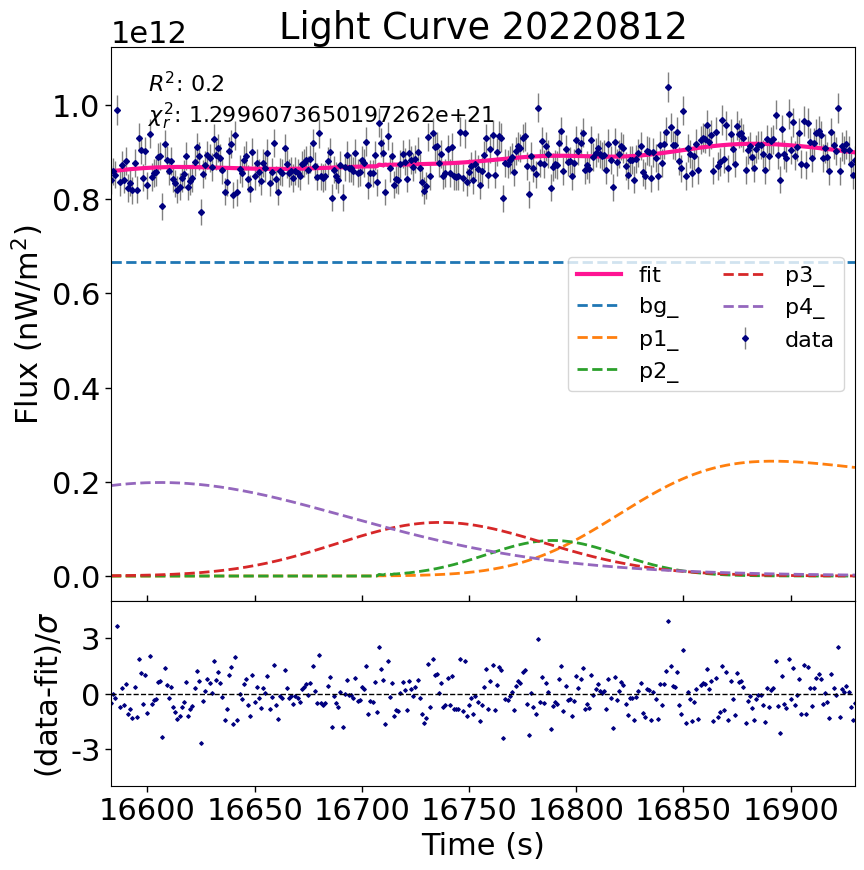 Light Curve 20220812
1e12
R²: 0.2
χ²ᵣ: 1.2996073650197262e+21
1.0
0.8
0.6
0.4
0.2
0.0
Flux (nW/m²)
fit
bg_
p1_
p2_
p3_
p4_
data
3
0
-3
(data-fit)/σ
16600 16650 16700 16750 16800 16850 16900
Time (s)